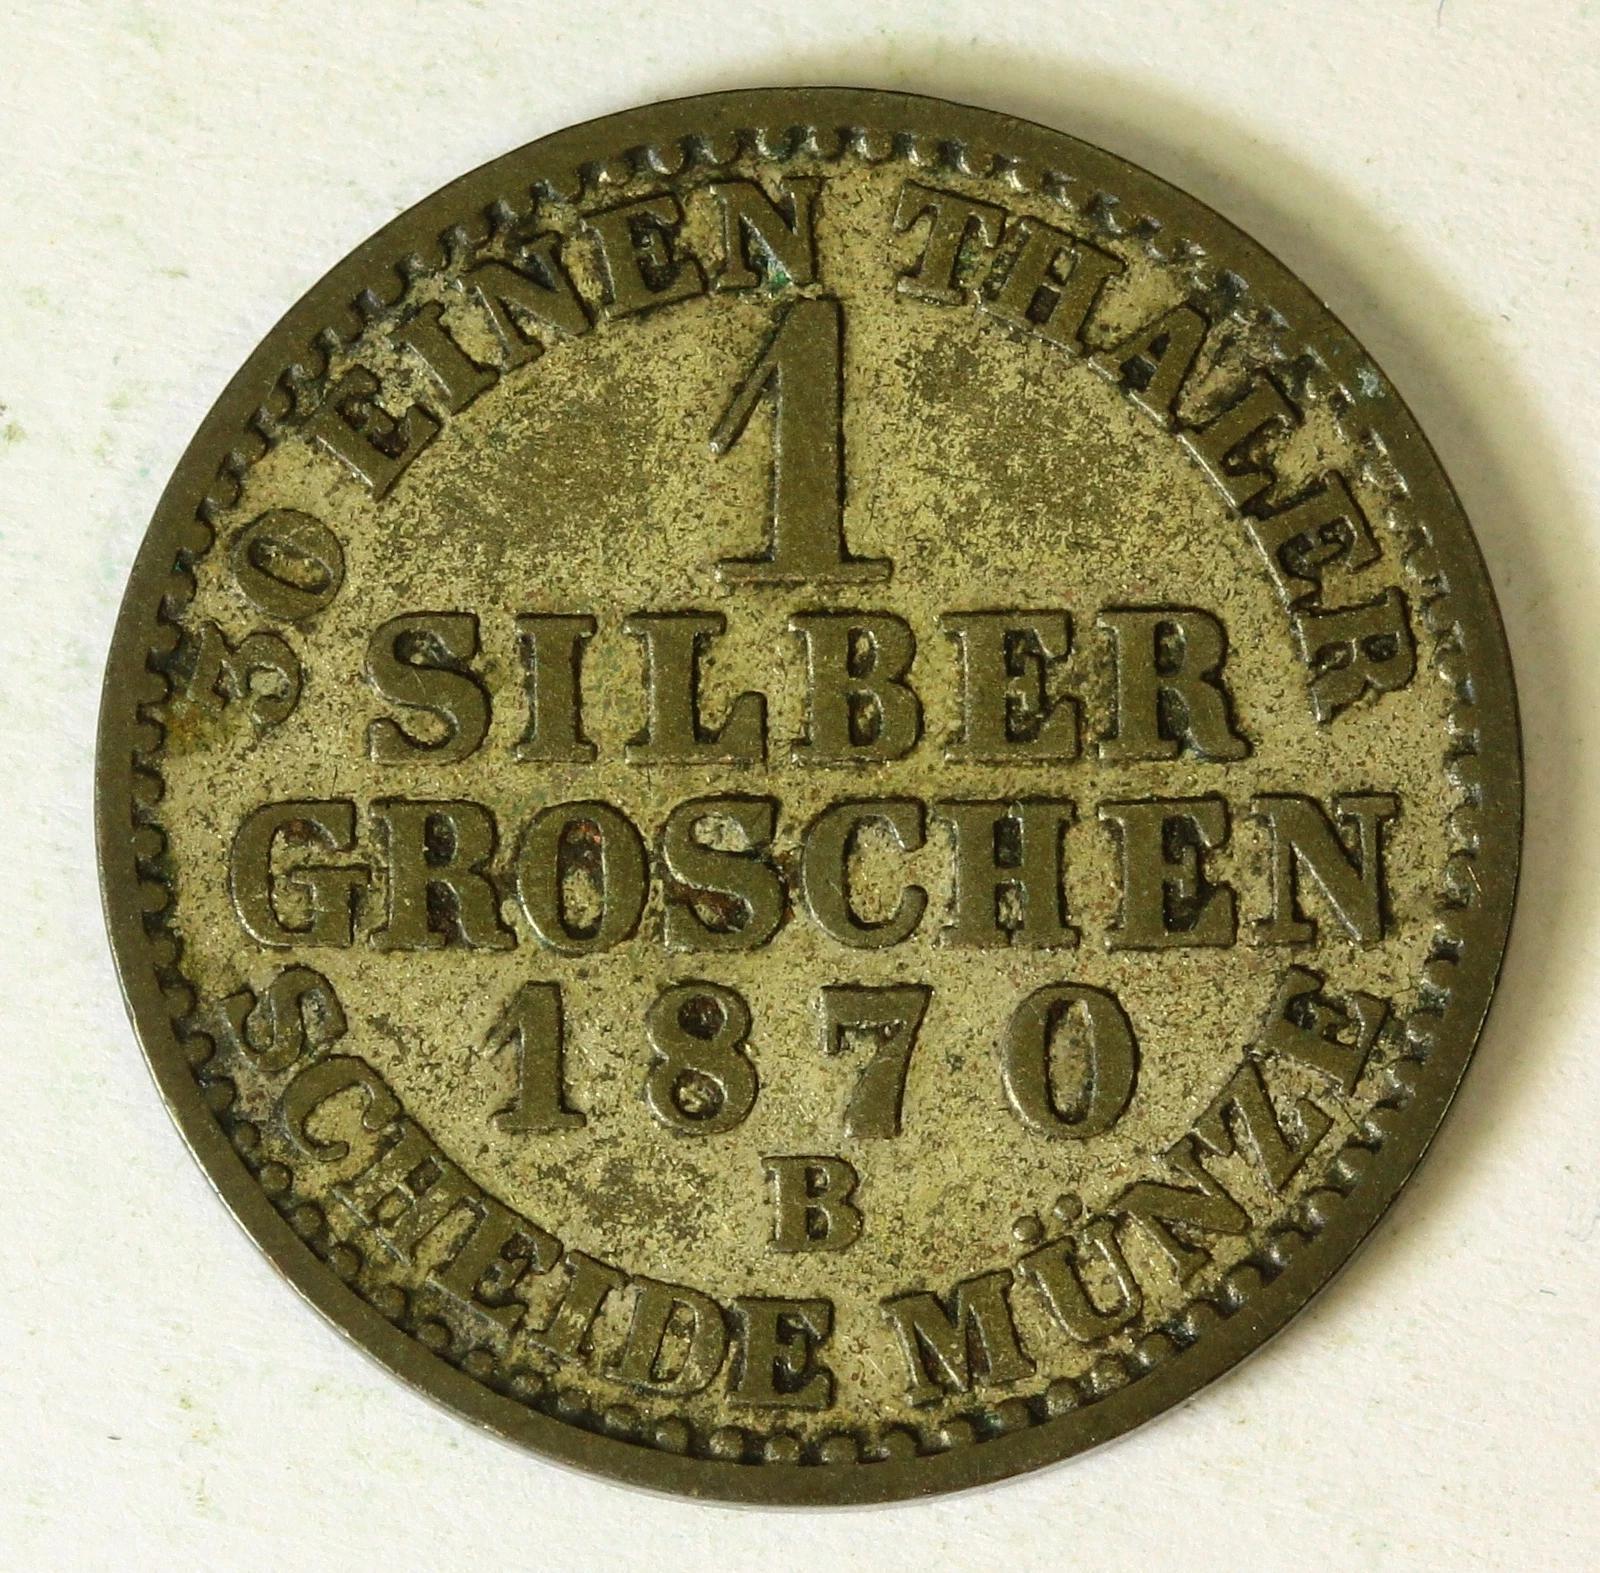 30 EINEN THALER
1
SILBER
GROSCHEN
1870
B
SCHEIDE MÜNZE